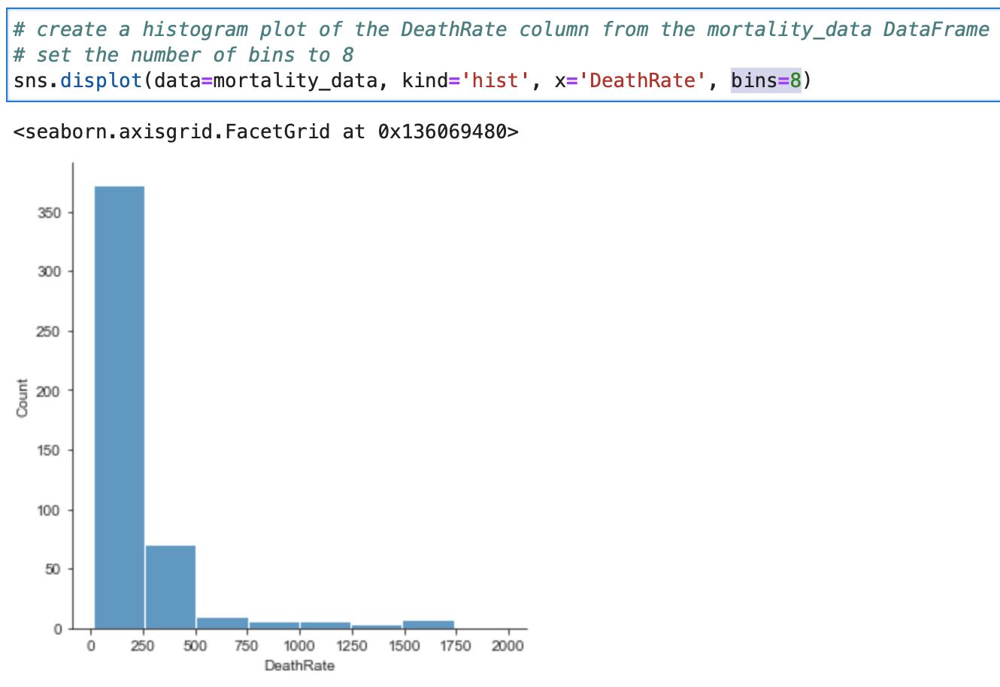 # create a histogram plot of the DeathRate column from the mortality_data DataFrame
# set the number of bins to 8
sns.displot(data=mortality_data, kind='hist', x='DeathRate', bins=8)
<seaborn.axisgrid.FacetGrid at 0x136069480>
350
300
250
200
150
100
50
0
Count
0 250 500 750 1000 1250 1500 1750 2000
DeathRate